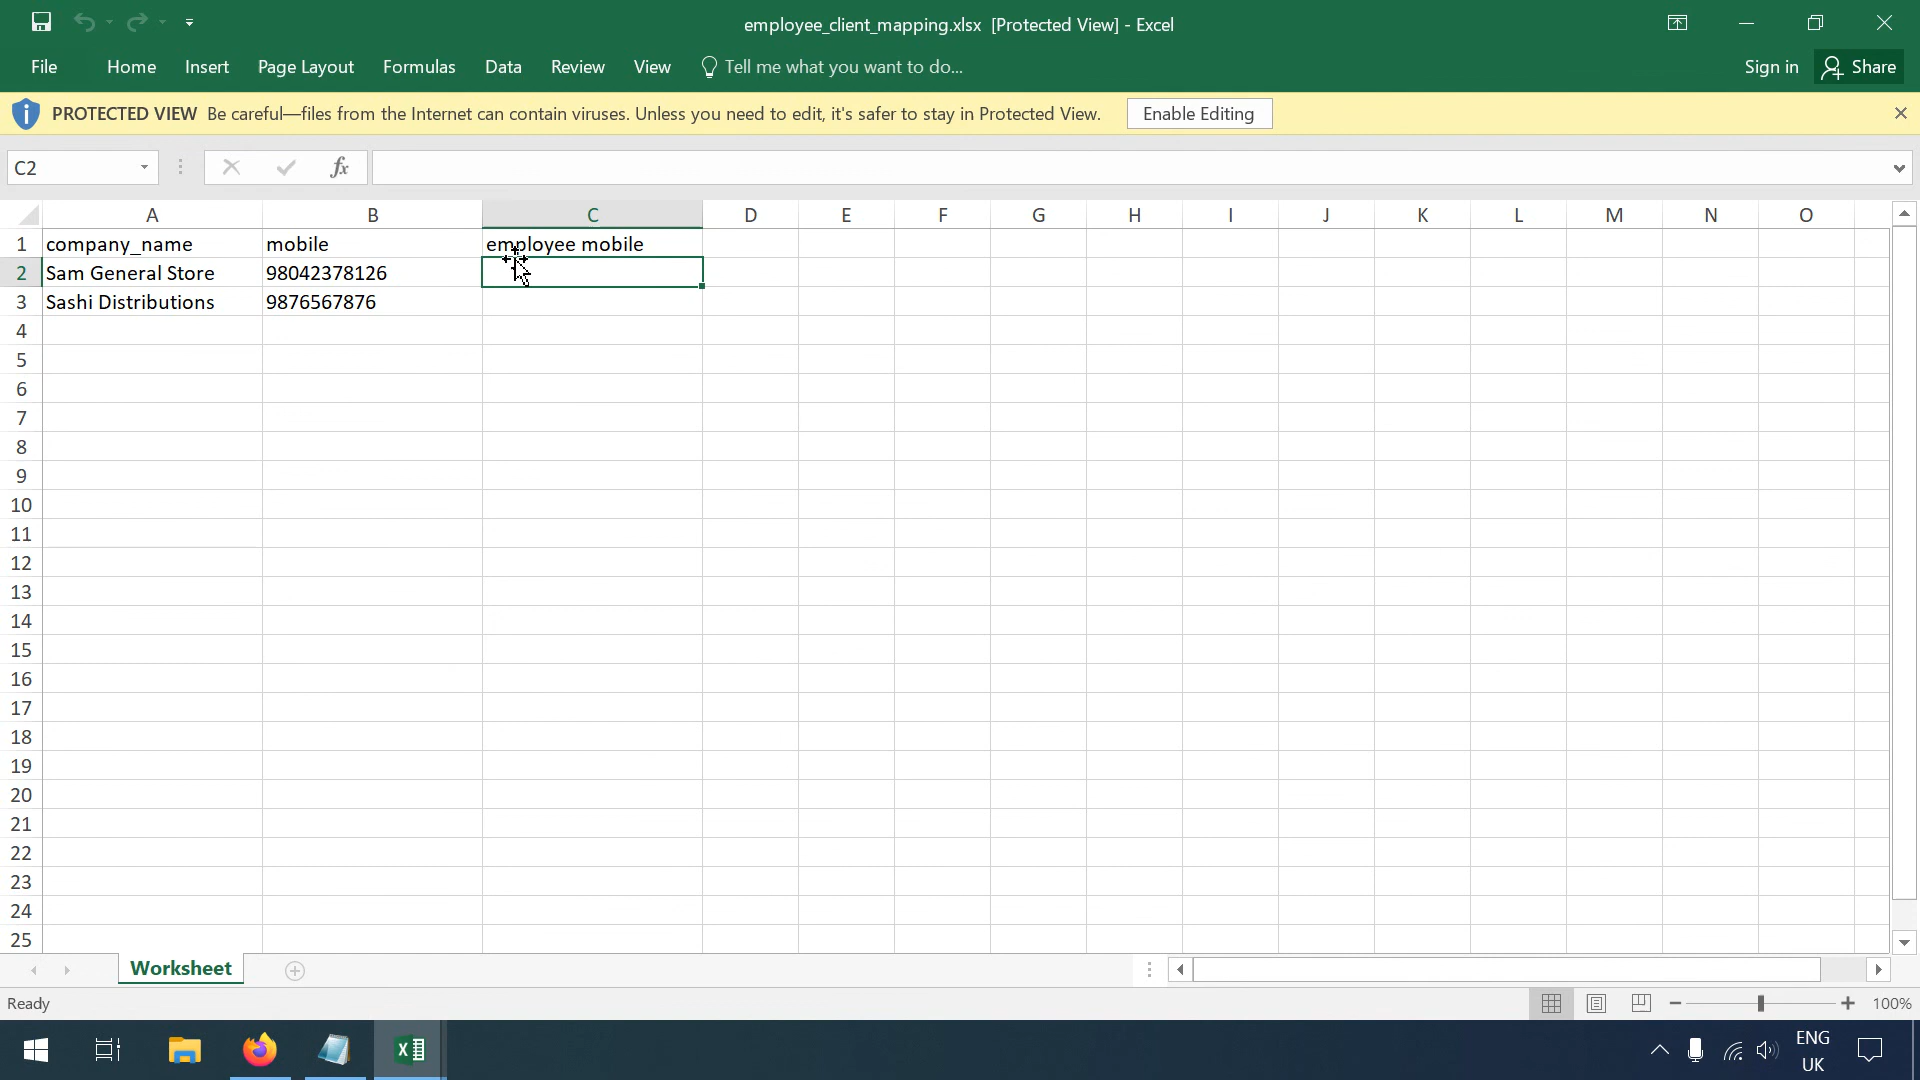 employee_client_mapping.xlsx [Protected View] - Excel
File Home Insert Page Layout Formulas Data Review View Tell me what you want to do... Sign in Share
PROTECTED VIEW Be careful—files from the Internet can contain viruses. Unless you need to edit, it's safer to stay in Protected View. Enable Editing
C2 fx
A B C D E F G H I J K L M N O
1 company_name mobile employee mobile
2 Sam General Store 98042378126
3 Sashi Distributions 9876567876
4
5
6
7
8
9
10
11
12
13
14
15
16
17
18
19
20
21
22
23
24
25
Worksheet
Ready 100%
ENG
UK